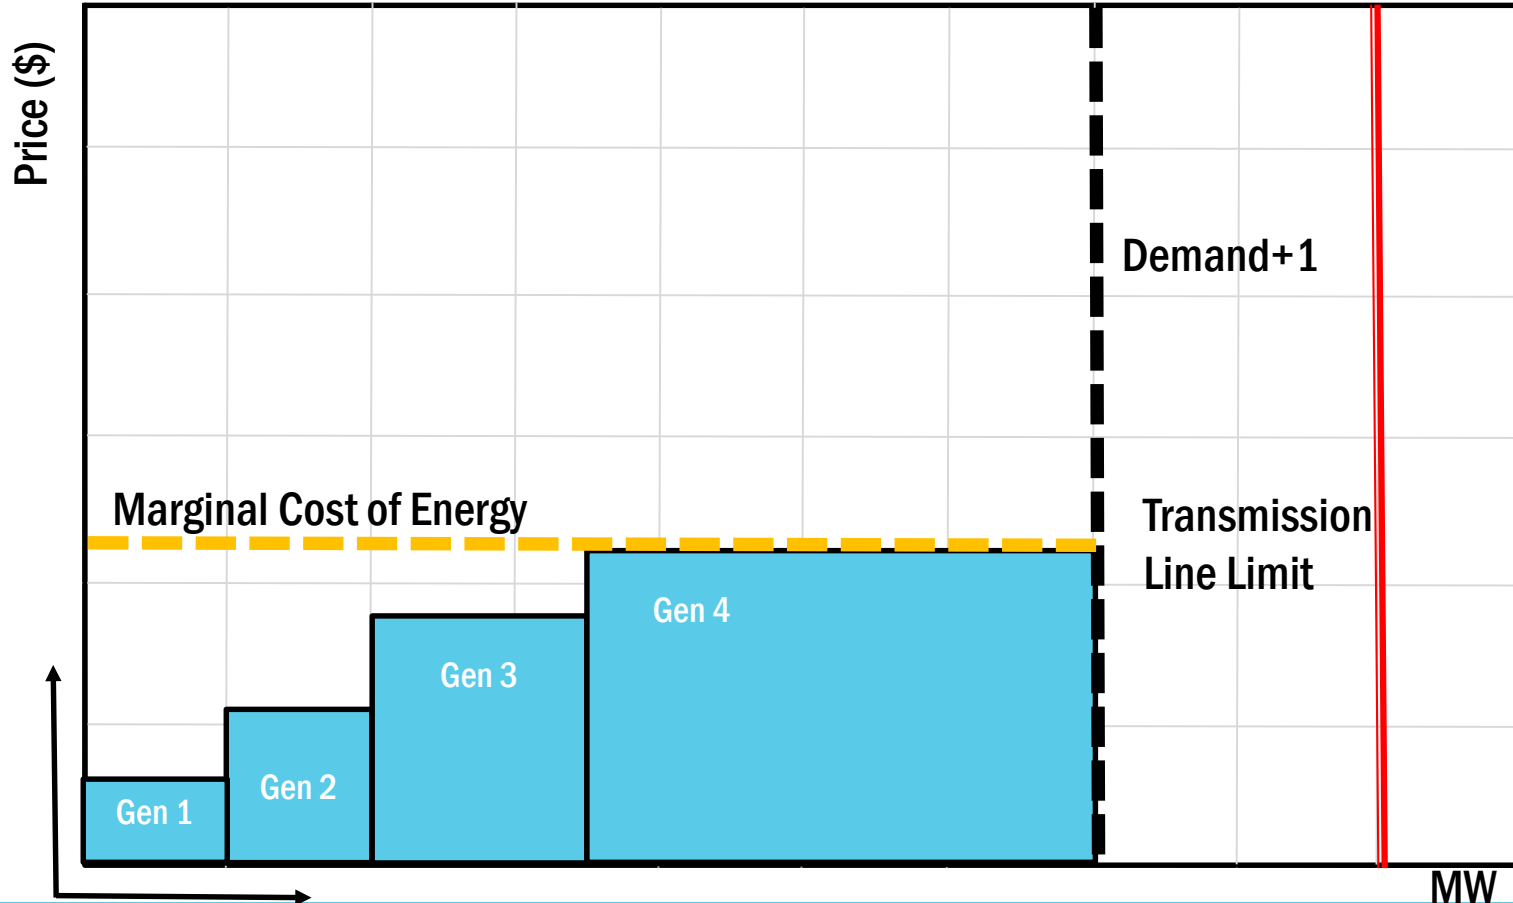 Price ($)
Demand+1
Marginal Cost of Energy
Transmission
Line Limit
Gen 4
Gen 3
Gen 2
Gen 1
MW